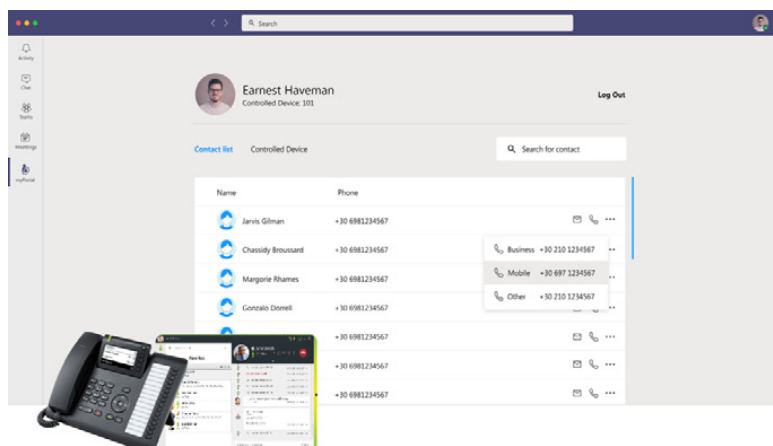 Search
Activity
Chat
Teams
Meetings
myPortal
Earnest Haveman
Controlled Device: 101
Log Out
Contact list Controlled Device
Search for contact
Name Phone
Jarvis Gilman +30 6981234567
Chassidy Broussard +30 6981234567
Business +30 210 1234567
Margorie Rhames +30 6981234567
Mobile +30 697 1234567
Gonzalo Dorrell +30 6981234567
Other +30 210 1234567
+30 6981234567
+30 6981234567
+30 6981234567